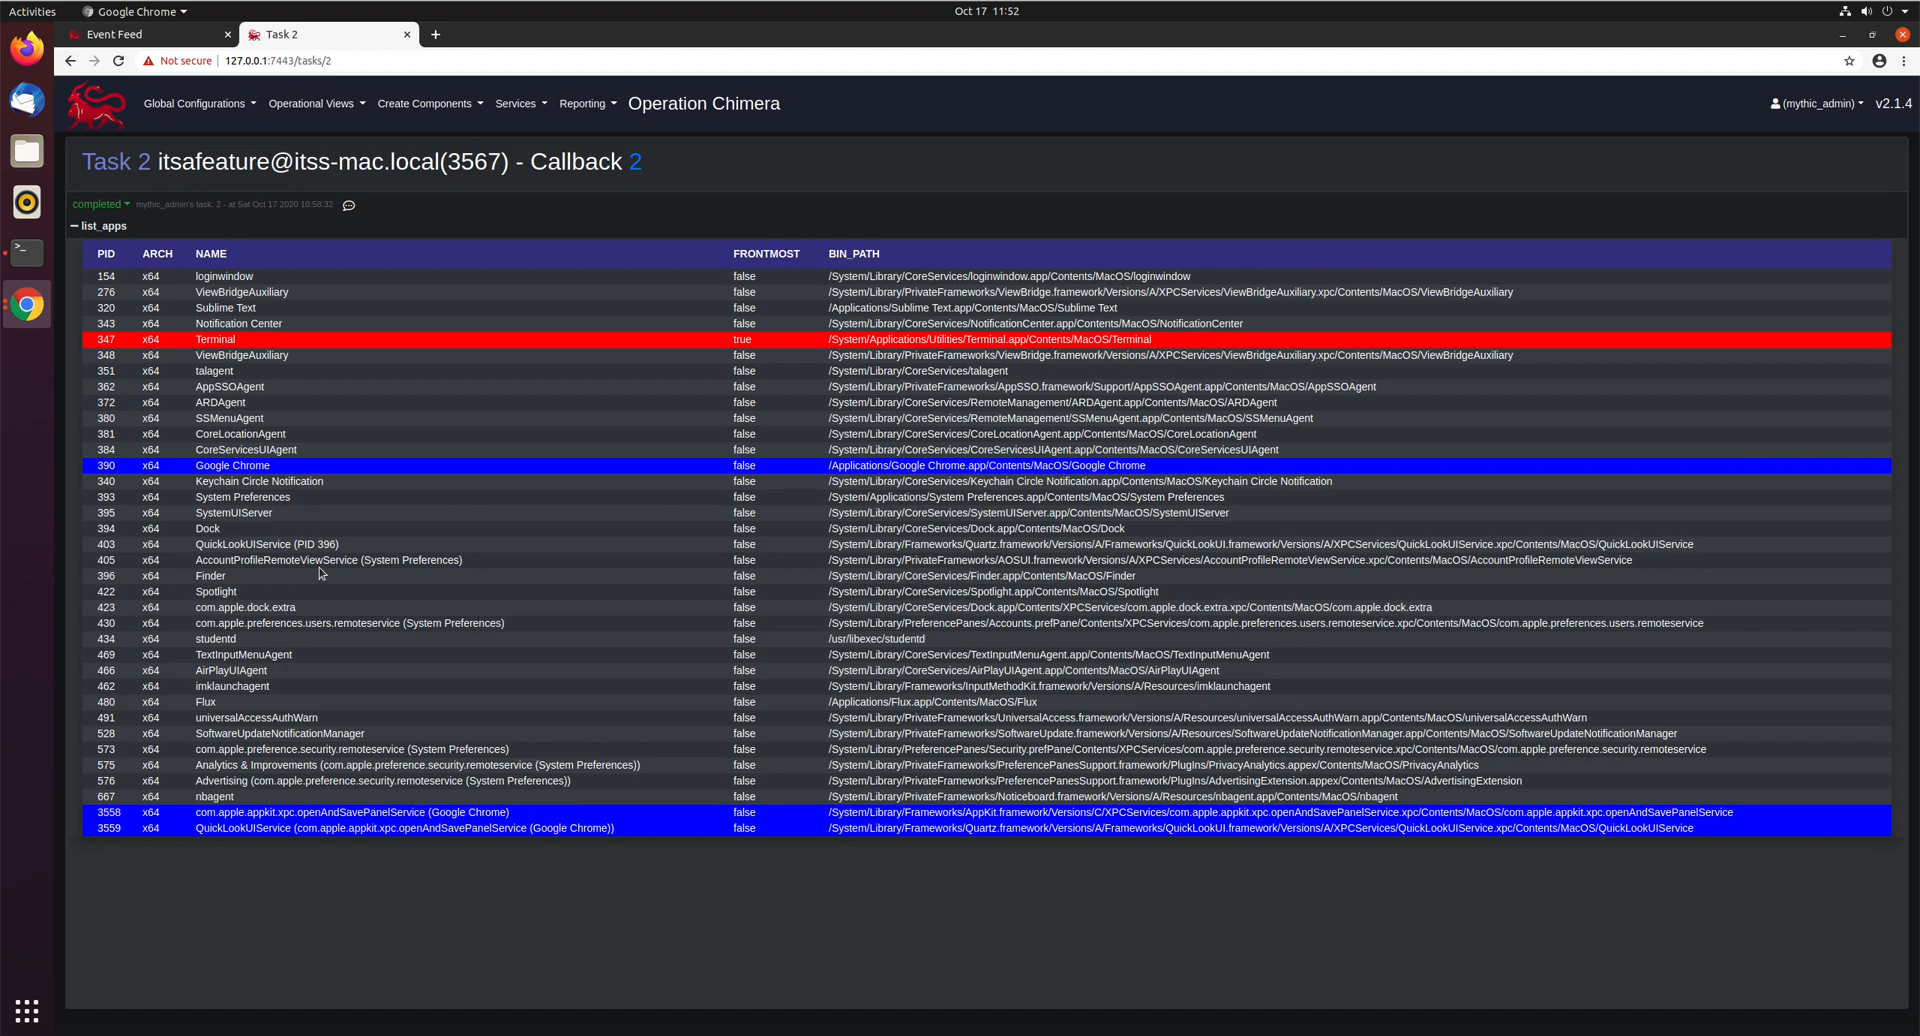 Activities Google Chrome Oct 17 11:52
Event Feed Task 2
Not secure 127.0.0.1:7443/tasks/2
Global Configurations Operational Views Create Components Services Reporting Operation Chimera (mythic_admin) v2.1.4
Task 2 itsafeature@itss-mac.local(3567) - Callback 2
completed mythic_admin's task: 2 - at Sat Oct 17 2020 10:58:32
list_apps
PID ARCH NAME FRONTMOST BIN_PATH
154 x64 loginwindow false /System/Library/CoreServices/loginwindow.app/Contents/MacOS/loginwindow
276 x64 ViewBridgeAuxiliary false /System/Library/PrivateFrameworks/ViewBridge.framework/Versions/A/XPCServices/ViewBridgeAuxiliary.xpc/Contents/MacOS/ViewBridgeAuxiliary
320 x64 Sublime Text false /Applications/Sublime Text.app/Contents/MacOS/Sublime Text
343 x64 Notification Center false /System/Library/CoreServices/NotificationCenter.app/Contents/MacOS/NotificationCenter
347 x64 Terminal true /System/Applications/Utilities/Terminal.app/Contents/MacOS/Terminal
348 x64 ViewBridgeAuxiliary false /System/Library/PrivateFrameworks/ViewBridge.framework/Versions/A/XPCServices/ViewBridgeAuxiliary.xpc/Contents/MacOS/ViewBridgeAuxiliary
351 x64 talagent false /System/Library/CoreServices/talagent
362 x64 AppSSOAgent false /System/Library/PrivateFrameworks/AppSSO.framework/Support/AppSSOAgent.app/Contents/MacOS/AppSSOAgent
372 x64 ARDAgent false /System/Library/CoreServices/RemoteManagement/ARDAgent.app/Contents/MacOS/ARDAgent
380 x64 SSMenuAgent false /System/Library/CoreServices/RemoteManagement/SSMenuAgent.app/Contents/MacOS/SSMenuAgent
381 x64 CoreLocationAgent false /System/Library/CoreServices/CoreLocationAgent.app/Contents/MacOS/CoreLocationAgent
384 x64 CoreServicesUIAgent false /System/Library/CoreServices/CoreServicesUIAgent.app/Contents/MacOS/CoreServicesUIAgent
390 x64 Google Chrome false /Applications/Google Chrome.app/Contents/MacOS/Google Chrome
340 x64 Keychain Circle Notification false /System/Library/CoreServices/Keychain Circle Notification.app/Contents/MacOS/Keychain Circle Notification
393 x64 System Preferences false /System/Applications/System Preferences.app/Contents/MacOS/System Preferences
395 x64 SystemUIServer false /System/Library/CoreServices/SystemUIServer.app/Contents/MacOS/SystemUIServer
394 x64 Dock false /System/Library/CoreServices/Dock.app/Contents/MacOS/Dock
403 x64 QuickLookUIService (PID 396) false /System/Library/Frameworks/Quartz.framework/Versions/A/Frameworks/QuickLookUI.framework/Versions/A/XPCServices/QuickLookUIService.xpc/Contents/MacOS/QuickLookUIService
405 x64 AccountProfileRemoteViewService (System Preferences) false /System/Library/PrivateFrameworks/AOSUI.framework/Versions/A/XPCServices/AccountProfileRemoteViewService.xpc/Contents/MacOS/AccountProfileRemoteViewService
396 x64 Finder false /System/Library/CoreServices/Finder.app/Contents/MacOS/Finder
422 x64 Spotlight false /System/Library/CoreServices/Spotlight.app/Contents/MacOS/Spotlight
423 x64 com.apple.dock.extra false /System/Library/CoreServices/Dock.app/Contents/XPCServices/com.apple.dock.extra.xpc/Contents/MacOS/com.apple.dock.extra
430 x64 com.apple.preferences.users.remoteservice (System Preferences) false /System/Library/PreferencePanes/Accounts.prefPane/Contents/XPCServices/com.apple.preferences.users.remoteservice.xpc/Contents/MacOS/com.apple.preferences.users.remoteservice
434 x64 studentd false /usr/libexec/studentd
469 x64 TextInputMenuAgent false /System/Library/CoreServices/TextInputMenuAgent.app/Contents/MacOS/TextInputMenuAgent
466 x64 AirPlayUIAgent false /System/Library/CoreServices/AirPlayUIAgent.app/Contents/MacOS/AirPlayUIAgent
462 x64 imklaunchagent false /System/Library/Frameworks/InputMethodKit.framework/Versions/A/Resources/imklaunchagent
480 x64 Flux false /Applications/Flux.app/Contents/MacOS/Flux
491 x64 universalAccessAuthWarn false /System/Library/PrivateFrameworks/UniversalAccess.framework/Versions/A/Resources/universalAccessAuthWarn.app/Contents/MacOS/universalAccessAuthWarn
528 x64 SoftwareUpdateNotificationManager false /System/Library/PrivateFrameworks/SoftwareUpdate.framework/Versions/A/Resources/SoftwareUpdateNotificationManager.app/Contents/MacOS/SoftwareUpdateNotificationManager
573 x64 com.apple.preference.security.remoteservice (System Preferences) false /System/Library/PreferencePanes/Security.prefPane/Contents/XPCServices/com.apple.preference.security.remoteservice.xpc/Contents/MacOS/com.apple.preference.security.remoteservice
575 x64 Analytics & Improvements (com.apple.preference.security.remoteservice (System Preferences)) false /System/Library/PrivateFrameworks/PreferencePanesSupport.framework/PlugIns/PrivacyAnalytics.appex/Contents/MacOS/PrivacyAnalytics
576 x64 Advertising (com.apple.preference.security.remoteservice (System Preferences)) false /System/Library/PrivateFrameworks/PreferencePanesSupport.framework/PlugIns/AdvertisingExtension.appex/Contents/MacOS/AdvertisingExtension
667 x64 nbagent false /System/Library/PrivateFrameworks/Noticeboard.framework/Versions/A/Resources/nbagent.app/Contents/MacOS/nbagent
3558 x64 com.apple.appkit.xpc.openAndSavePanelService (Google Chrome) false /System/Library/Frameworks/AppKit.framework/Versions/C/XPCServices/com.apple.appkit.xpc.openAndSavePanelService.xpc/Contents/MacOS/com.apple.appkit.xpc.openAndSavePanelService
3559 x64 QuickLookUIService (com.apple.appkit.xpc.openAndSavePanelService (Google Chrome)) false /System/Library/Frameworks/Quartz.framework/Versions/A/Frameworks/QuickLookUI.framework/Versions/A/XPCServices/QuickLookUIService.xpc/Contents/MacOS/QuickLookUIService